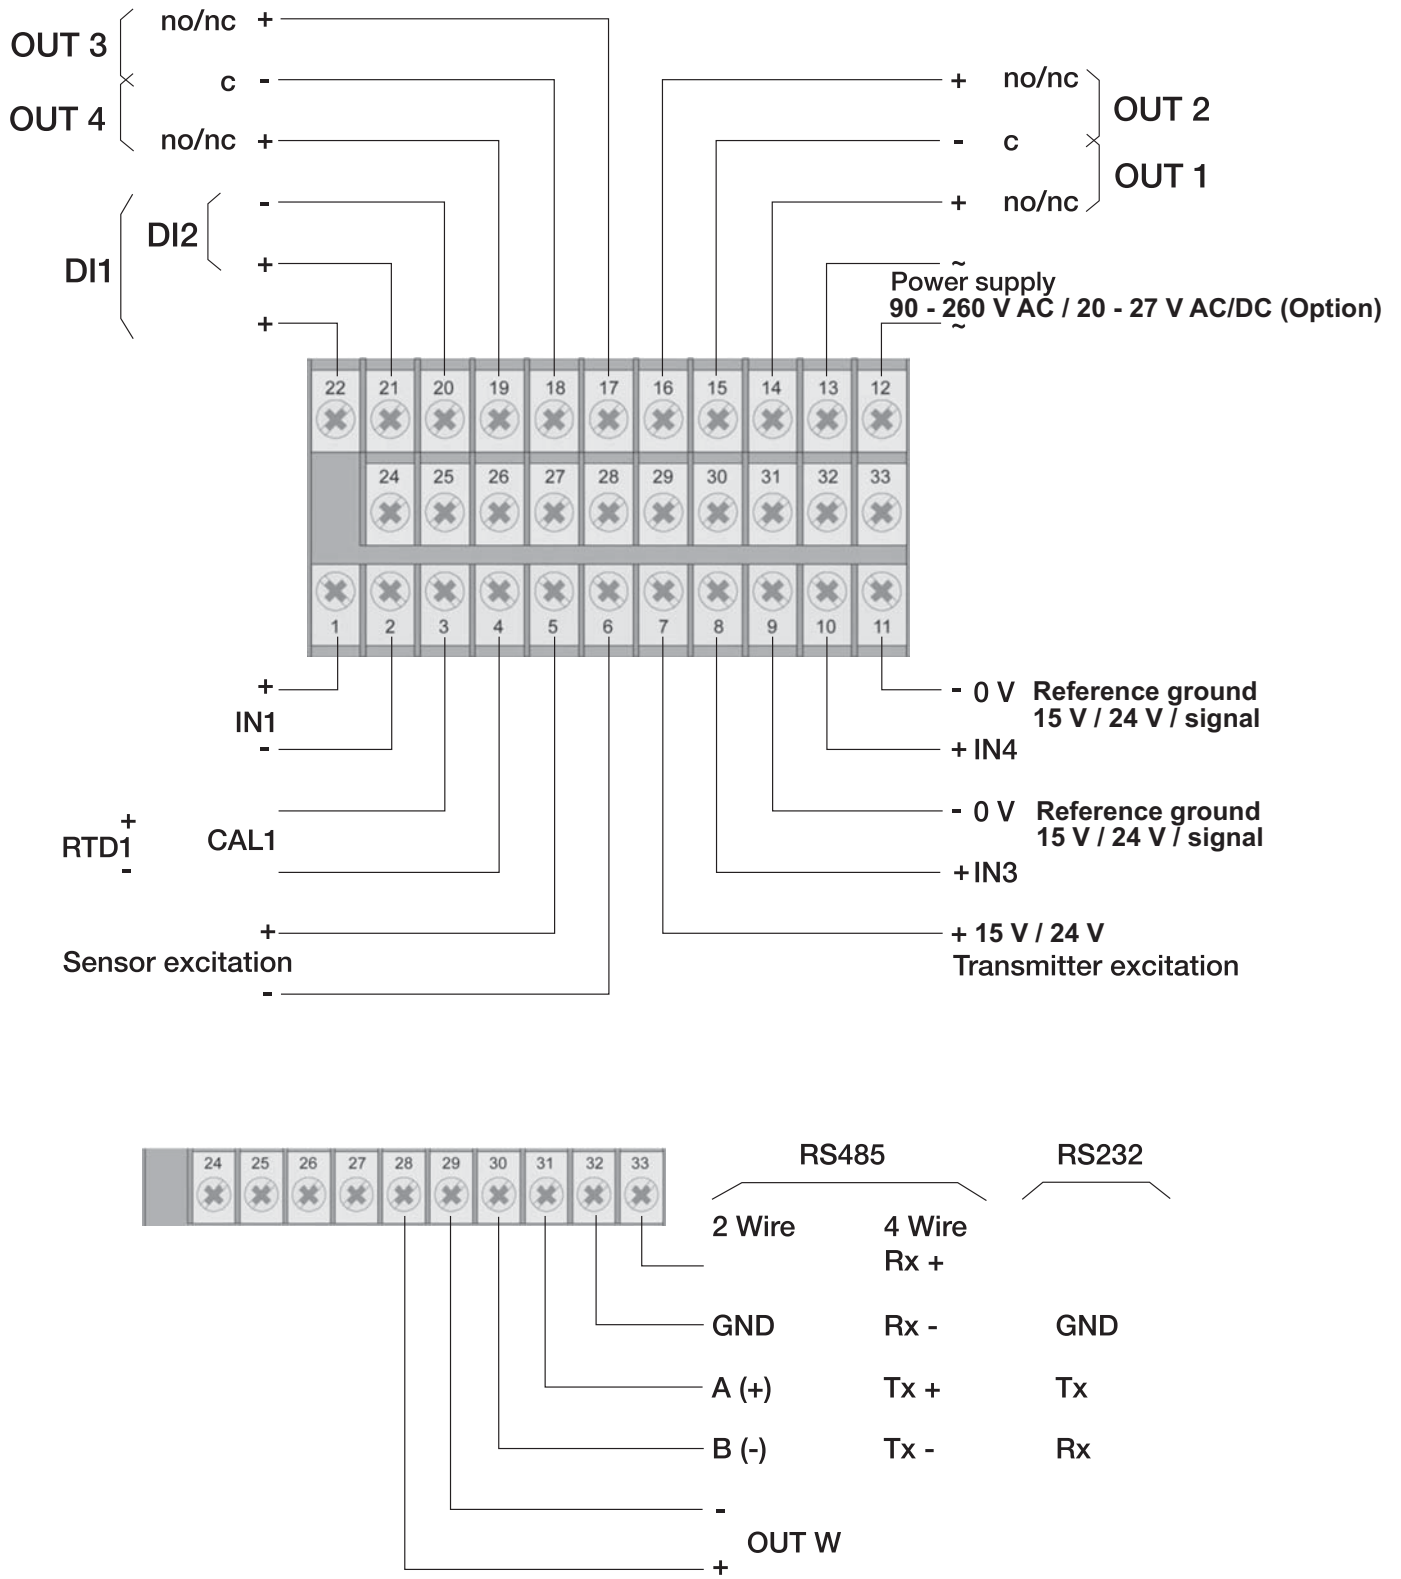 OUT 3
no/nc +
c -
OUT 4
no/nc +
DI2
-
+
DI1
+
+ no/nc
OUT 2
- c
OUT 1
+ no/nc
~
Power supply
90 - 260 V AC / 20 - 27 V AC/DC (Option)
~
22 21 20 19 18 17 16 15 14 13 12
24 25 26 27 28 29 30 31 32 33
1 2 3 4 5 6 7 8 9 10 11
+
IN1
-
+
RTD1
-
CAL1
+
Sensor excitation
-
- 0 V Reference ground
15 V / 24 V / signal
+ IN4
- 0 V Reference ground
15 V / 24 V / signal
+ IN3
+ 15 V / 24 V
Transmitter excitation
24 25 26 27 28 29 30 31 32 33
RS485 RS232
2 Wire 4 Wire
Rx +
GND Rx - GND
A (+) Tx + Tx
B (-) Tx - Rx
-
OUT W
+